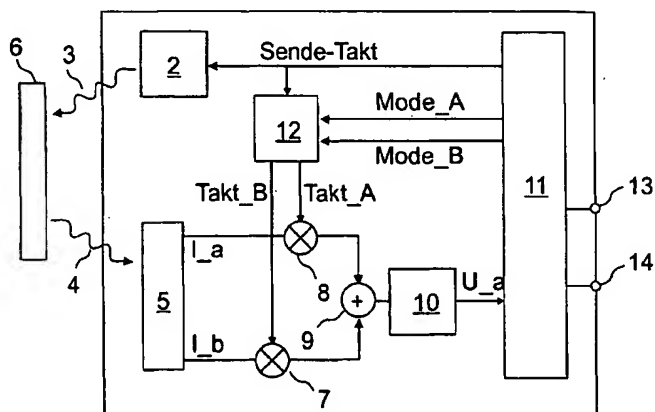 6
3
2
Sende-Takt
Mode_A
12
Mode_B
11
Takt_B
Takt_A
13
4
5
I_a
8
14
9
+
10
U_a
I_b
7